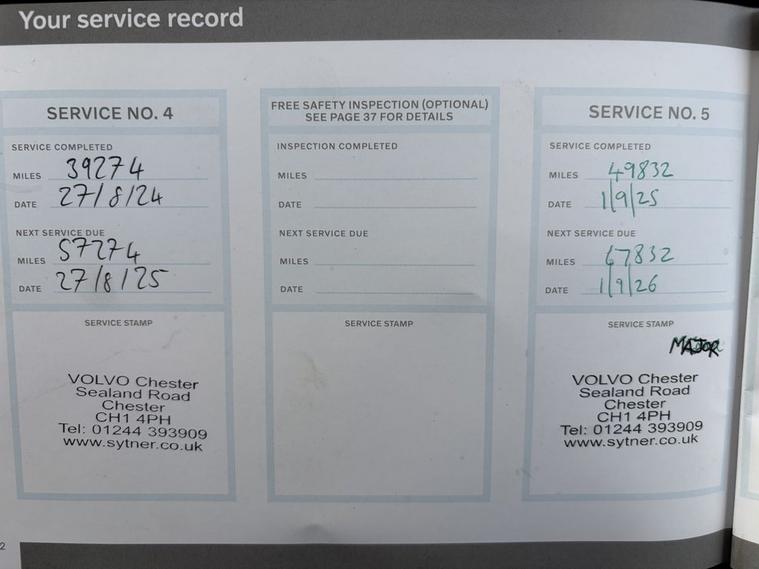 Your service record
SERVICE NO. 4
SERVICE COMPLETED
MILES 39274
DATE 27/8/24
NEXT SERVICE DUE
MILES 57274
DATE 27/8/25
SERVICE STAMP
VOLVO Chester
Sealand Road
Chester
CH1 4PH
Tel: 01244 393909
www.sytner.co.uk
FREE SAFETY INSPECTION (OPTIONAL)
SEE PAGE 37 FOR DETAILS
INSPECTION COMPLETED
MILES
DATE
NEXT SERVICE DUE
MILES
DATE
SERVICE STAMP
SERVICE NO. 5
SERVICE COMPLETED
MILES 49832
DATE 1/9/25
NEXT SERVICE DUE
MILES 67832
DATE 1/9/26
SERVICE STAMP
MAJOR
VOLVO Chester
Sealand Road
Chester
CH1 4PH
Tel: 01244 393909
www.sytner.co.uk
2